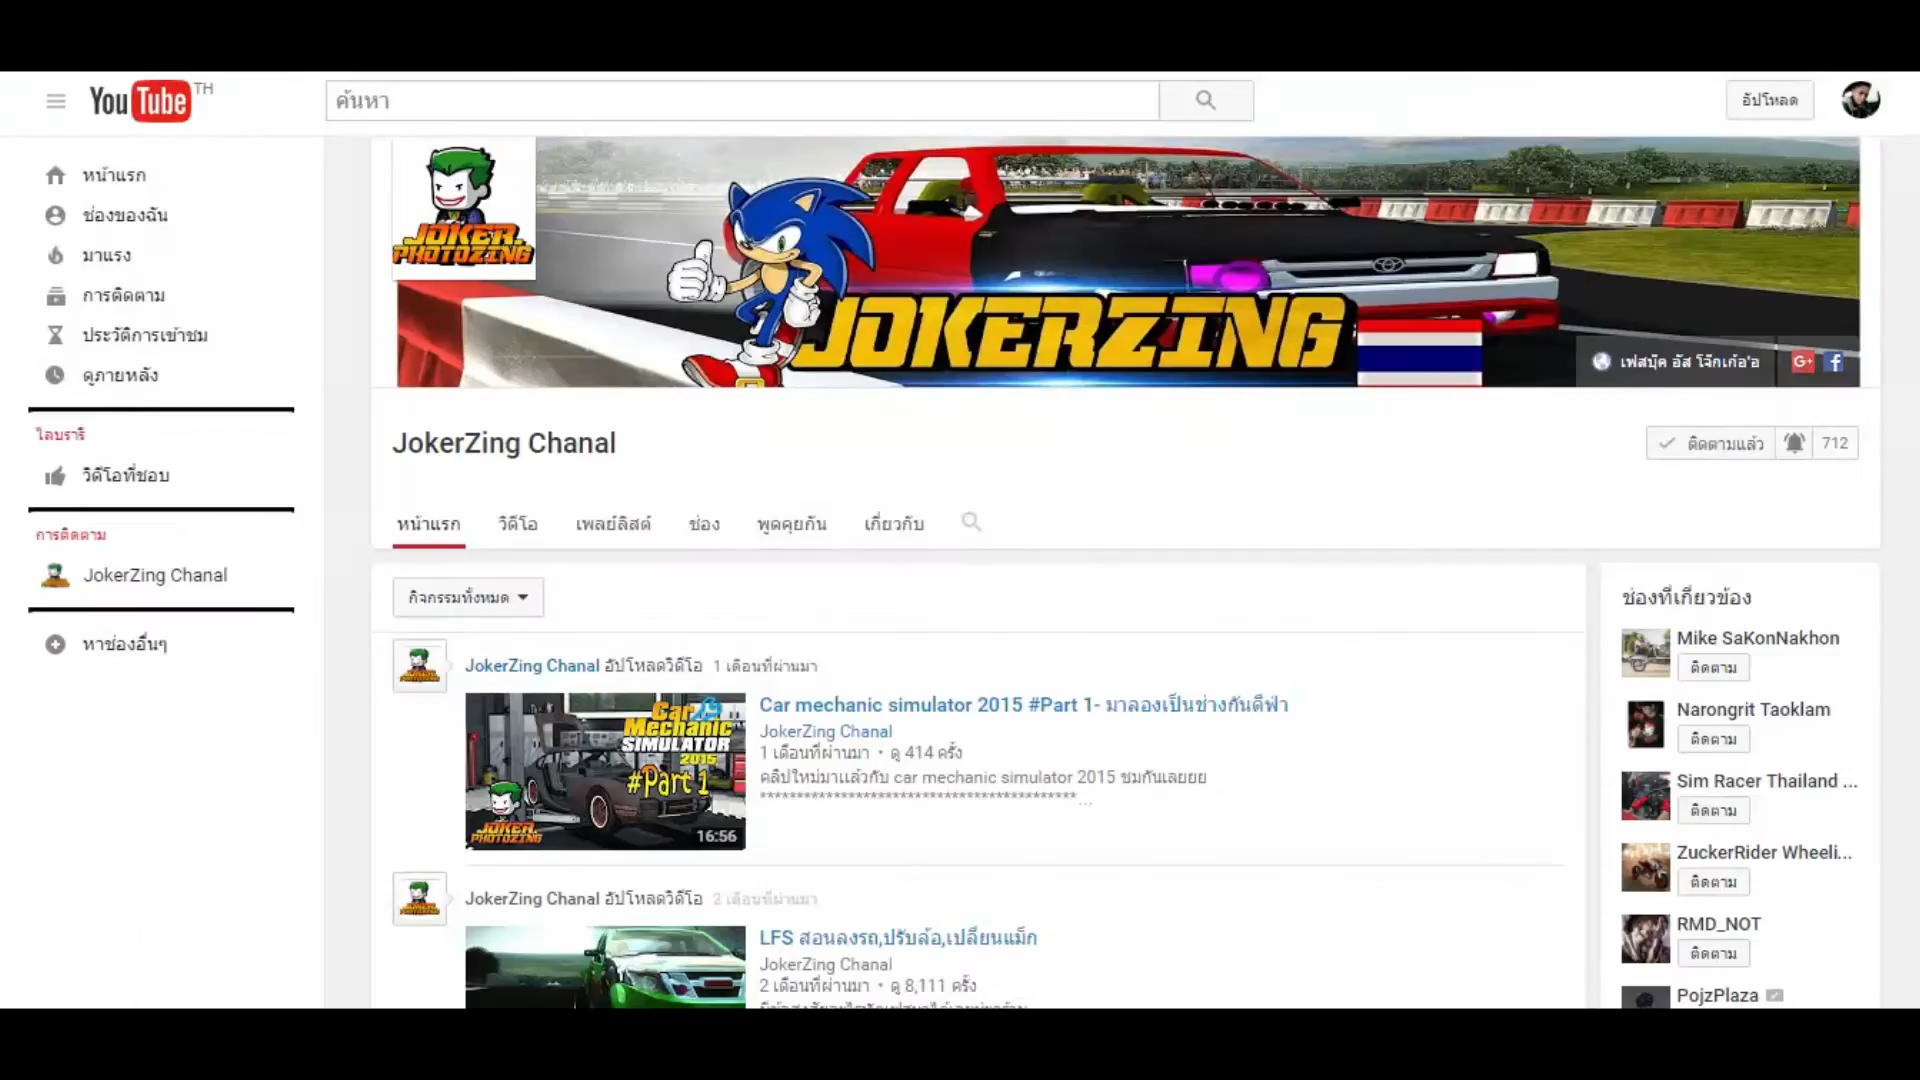 YouTube TH
ค้นหา
อัปโหลด
หน้าแรก
ช่องของฉัน
มาแรง
การติดตาม
ประวัติการเข้าชม
ดูภายหลัง
ไลบรารี
วิดีโอที่ชอบ
การติดตาม
JokerZing Chanal
หาช่องอื่นๆ
JOKER.
PHOTOZING
JOKERZING
เฟสบุ๊ค อัส โจ๊กเก้อ'อ
G+ f
JokerZing Chanal
ติดตามแล้ว 712
หน้าแรก วิดีโอ เพลย์ลิสต์ ช่อง พูดคุยกัน เกี่ยวกับ
กิจกรรมทั้งหมด
JokerZing Chanal อัปโหลดวิดีโอ 1 เดือนที่ผ่านมา
Car
Mechanic
SIMULATOR
2015
#Part 1
JOKER.
PHOTOZING
16:56
Car mechanic simulator 2015 #Part 1- มาลองเป็นช่างกันดีฟ่า
JokerZing Chanal
1 เดือนที่ผ่านมา • ดู 414 ครั้ง
คลิปใหม่มาแล้วกับ car mechanic simulator 2015 ชมกันเลยยย
JokerZing Chanal อัปโหลดวิดีโอ 2 เดือนที่ผ่านมา
LFS สอนลงรถ,ปรับล้อ,เปลี่ยนแม็ก
JokerZing Chanal
2 เดือนที่ผ่านมา • ดู 8,111 ครั้ง
ช่องที่เกี่ยวข้อง
Mike SaKonNakhon
ติดตาม
Narongrit Taoklam
ติดตาม
Sim Racer Thailand ...
ติดตาม
ZuckerRider Wheeli...
ติดตาม
RMD_NOT
ติดตาม
PojzPlaza